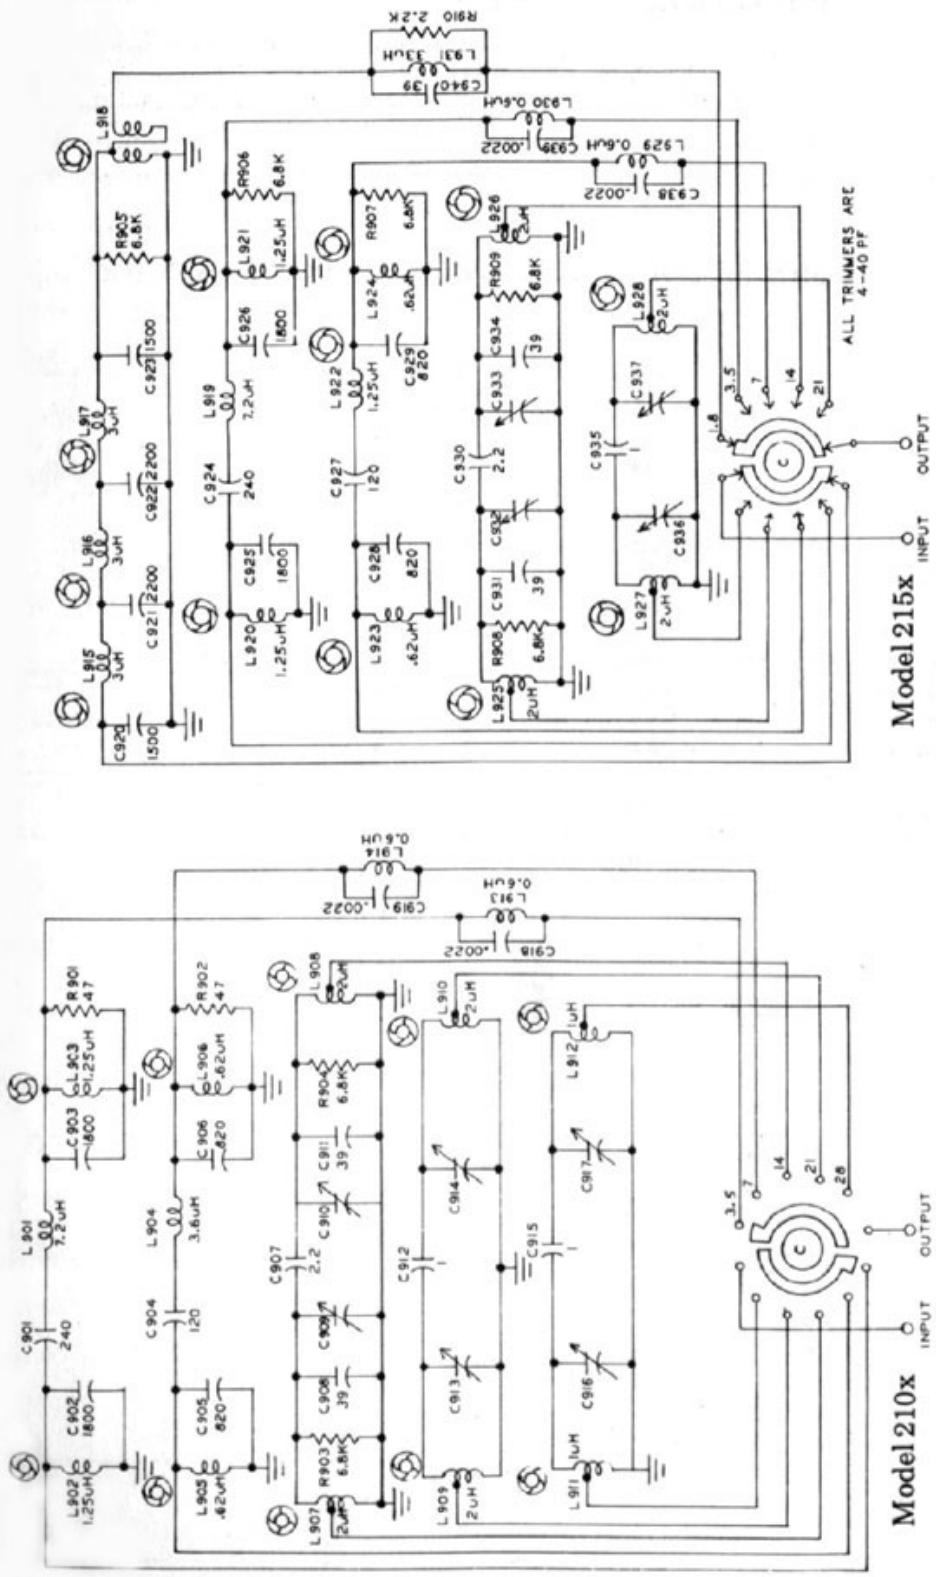 R910
2.2K
L931
33uH
C940
39
L918
R905
6.8K
C923
1500
L917
3uH
C922
2200
L916
3uH
C921
2200
L915
3uH
C920
1500
L930 0.6uH
.0022
C939
L929 0.6uH
.0022
C938
R906
6.8K
L921
1.25uH
C926
1800
L919
7.2uH
C924
240
C925
1800
L920
1.25uH
R907
6.8K
L924
.62uH
C929
820
L922
1.25uH
C927
120
C928
820
L923
.62uH
L926
2uH
R909
6.8K
C934
39
C933
C930
2.2
C932
C931
39
R908
6.8K
L925
2uH
L928
.2uH
C937
C935
1
C936
L927
2uH
ALL TRIMMERS ARE
4-40 PF
1.8
3.5
7
14
21
C
INPUT
OUTPUT
Model 215x
L914
0.6uH
.0022
C919
L913
0.6uH
.0022
C918
R901
47
L903
1.25uH
C903
1800
L901
7.2uH
C901
240
C902
1800
L902
1.25uH
R902
47
L906
.62uH
C906
820
L904
3.6uH
C904
120
C905
820
L905
.62uH
L908
2uH
R904
6.8K
C911
39
C910
C907
2.2
C909
C908
39
R903
6.8K
L907
2uH
L910
2uH
C914
C912
1
C913
L909
2uH
L912
1uH
C917
C915
1
C916
L911
1uH
3.5
7
14
21
28
C
INPUT
OUTPUT
Model 210x